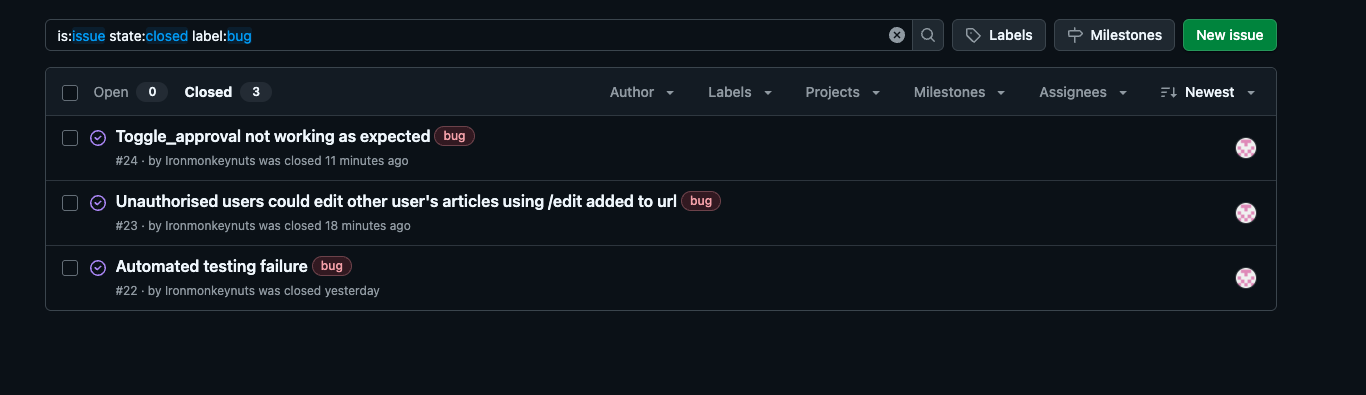 is:issue state:closed label:bug
Labels
Milestones
New issue
Open 0 Closed 3 Author Labels Projects Milestones Assignees Newest
Toggle_approval not working as expected bug
#24 · by Ironmonkeynuts was closed 11 minutes ago
Unauthorised users could edit other user's articles using /edit added to url bug
#23 · by Ironmonkeynuts was closed 18 minutes ago
Automated testing failure bug
#22 · by Ironmonkeynuts was closed yesterday